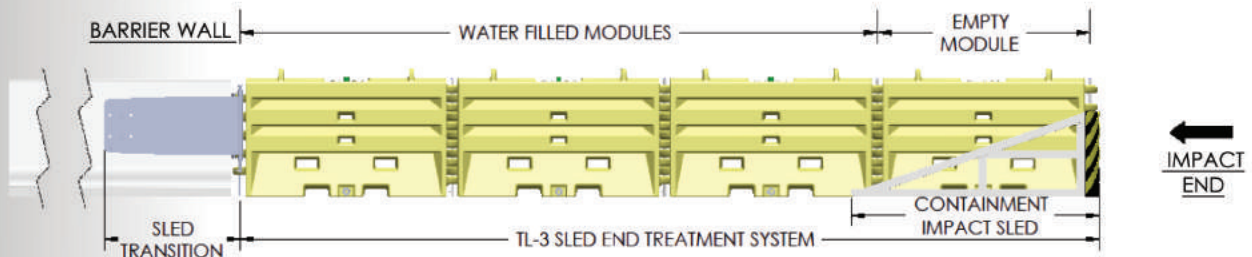 BARRIER WALL
WATER FILLED MODULES
EMPTY
MODULE
IMPACT
END
CONTAINMENT
IMPACT SLED
SLED
TRANSITION
TL-3 SLED END TREATMENT SYSTEM